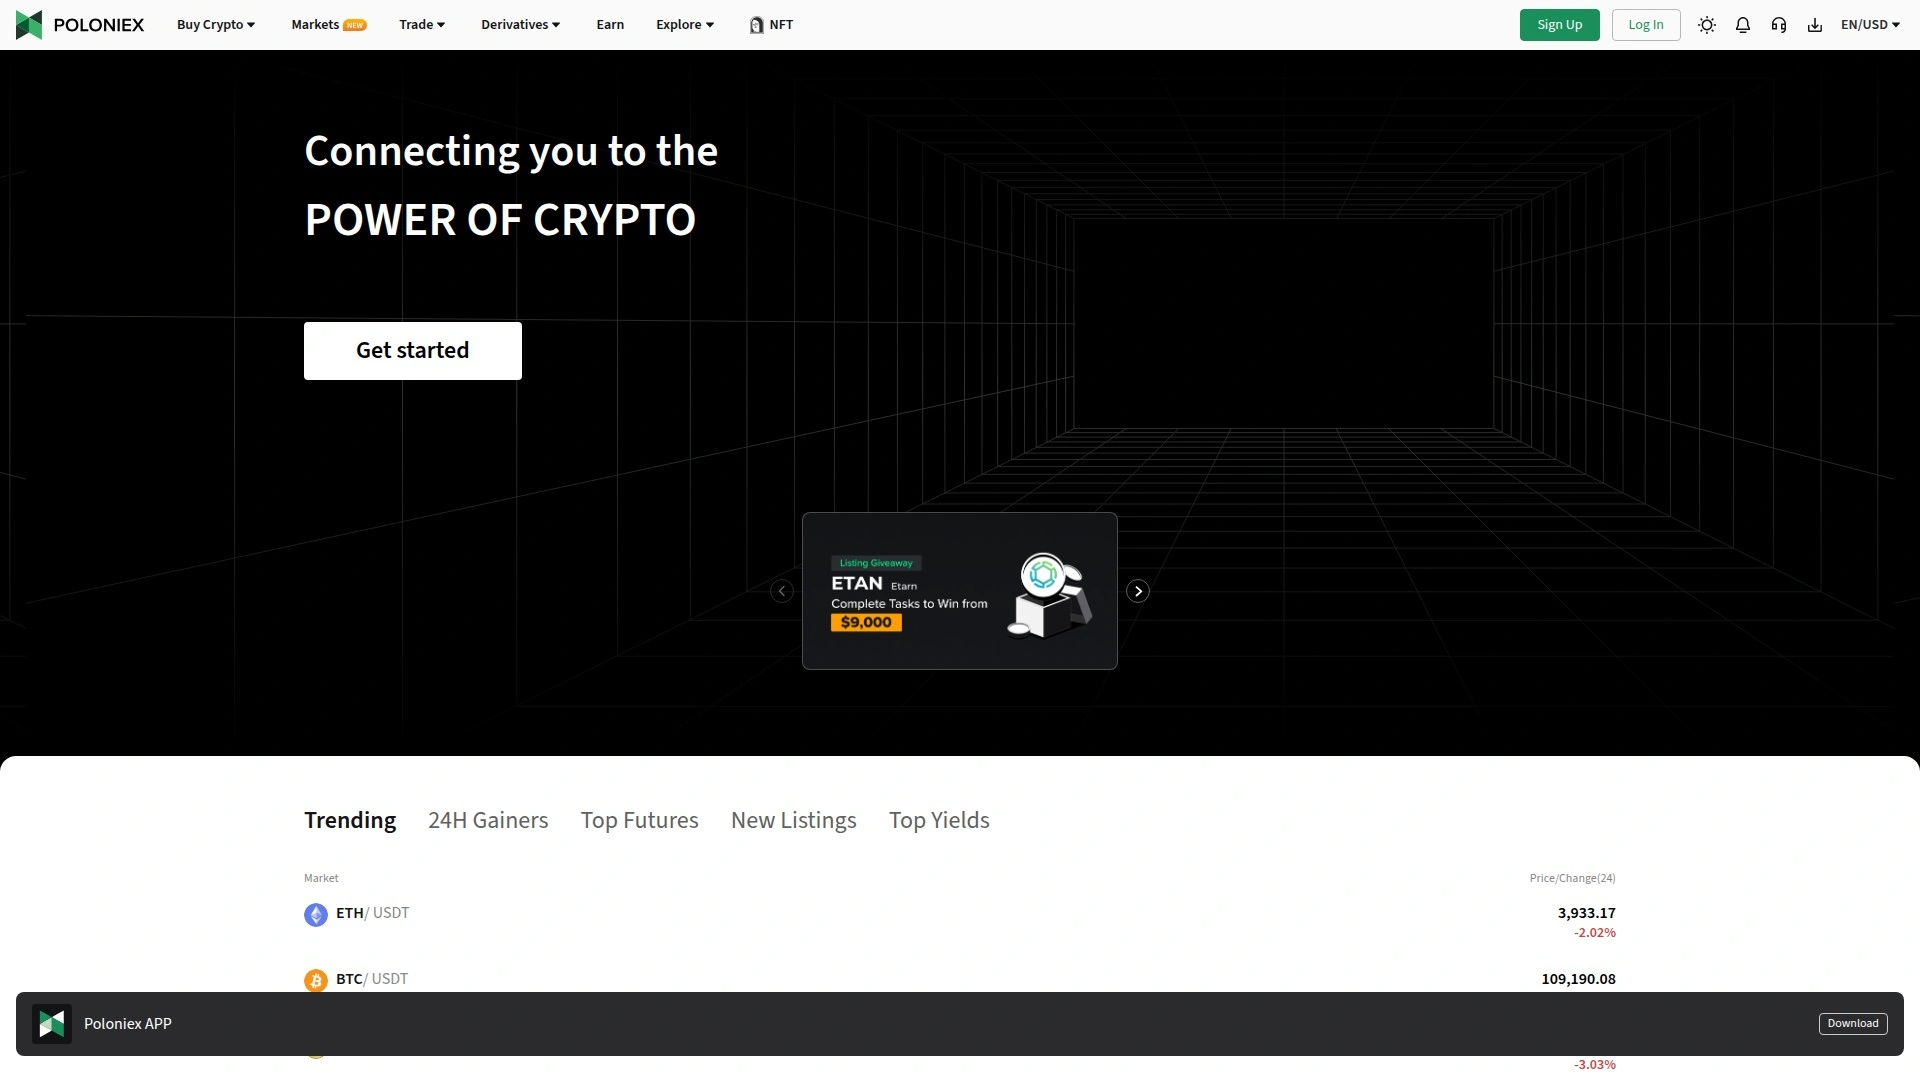 POLONIEX
Buy Crypto
Markets NEW
Trade
Derivatives
Earn
Explore
NFT
Sign Up
Log In
EN/USD
Connecting you to the
POWER OF CRYPTO
Get started
Listing Giveaway
ETAN Etarn
Complete Tasks to Win from
$9,000
Trending
24H Gainers
Top Futures
New Listings
Top Yields
Market
Price/Change(24)
ETH/ USDT
3,933.17
-2.02%
BTC/ USDT
109,190.08
Poloniex APP
Download
-3.03%